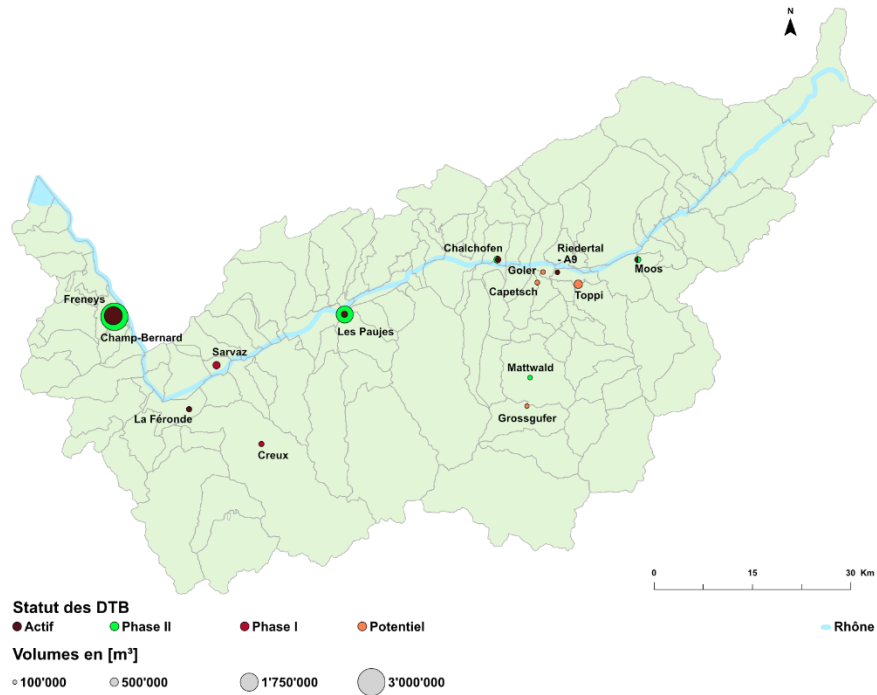 N
Chalchofen
Riedertal
- A9
Goler
Moos
Capetsch
Toppi
Freneys
Champ-Bernard
Les Paujes
Sarvaz
Mattwald
La Féronde
Grossgufer
Creux
0 15 30 Km
Statut des DTB
Actif Phase II Phase I Potentiel Rhône
Volumes en [m³]
100'000 500'000 1'750'000 3'000'000